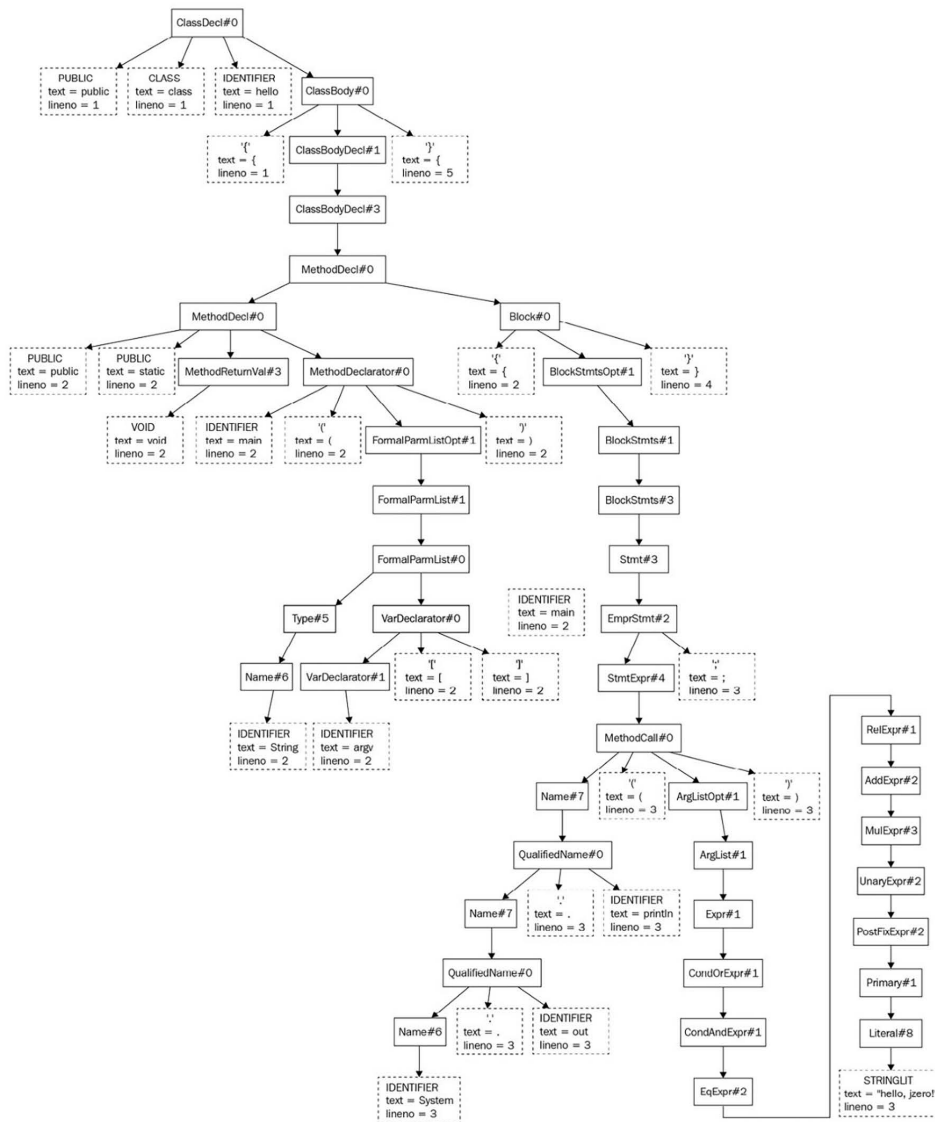 ClassDecl#0
PUBLIC
text = public
lineno = 1
CLASS
text = class
lineno = 1
IDENTIFIER
text = hello
lineno = 1
ClassBody#0
'{'
text = {
lineno = 1
ClassBodyDecl#1
'}'
text = {
lineno = 5
ClassBodyDecl#3
MethodDecl#0
MethodDecl#0
Block#0
PUBLIC
text = public
lineno = 2
PUBLIC
text = static
lineno = 2
MethodReturnVal#3
MethodDeclarator#0
'{'
text = {
lineno = 2
BlockStmtsOpt#1
'}'
text = }
lineno = 4
VOID
text = void
lineno = 2
IDENTIFIER
text = main
lineno = 2
'('
text = (
lineno = 2
FormalParmListOpt#1
')'
text = )
lineno = 2
BlockStmts#1
FormalParmList#1
BlockStmts#3
FormalParmList#0
Stmt#3
Type#5
VarDeclarator#0
IDENTIFIER
text = main
lineno = 2
EmprStmt#2
Name#6
VarDeclarator#1
'['
text = [
lineno = 2
']'
text = ]
lineno = 2
StmtExpr#4
';'
text = ;
lineno = 3
IDENTIFIER
text = String
lineno = 2
IDENTIFIER
text = argv
lineno = 2
MethodCall#0
Name#7
'('
text = (
lineno = 3
ArgListOpt#1
')'
text = )
lineno = 3
QualifiedName#0
ArgList#1
Name#7
'.'
text = .
lineno = 3
IDENTIFIER
text = println
lineno = 3
Expr#1
QualifiedName#0
CondOrExpr#1
Name#6
'.'
text = .
lineno = 3
IDENTIFIER
text = out
lineno = 3
CondAndExpr#1
IDENTIFIER
text = System
lineno = 3
EqExpr#2
RelExpr#1
AddExpr#2
MulExpr#3
UnaryExpr#2
PostFixExpr#2
Primary#1
Literal#8
STRINGLIT
text = "hello, jzero!"
lineno = 3